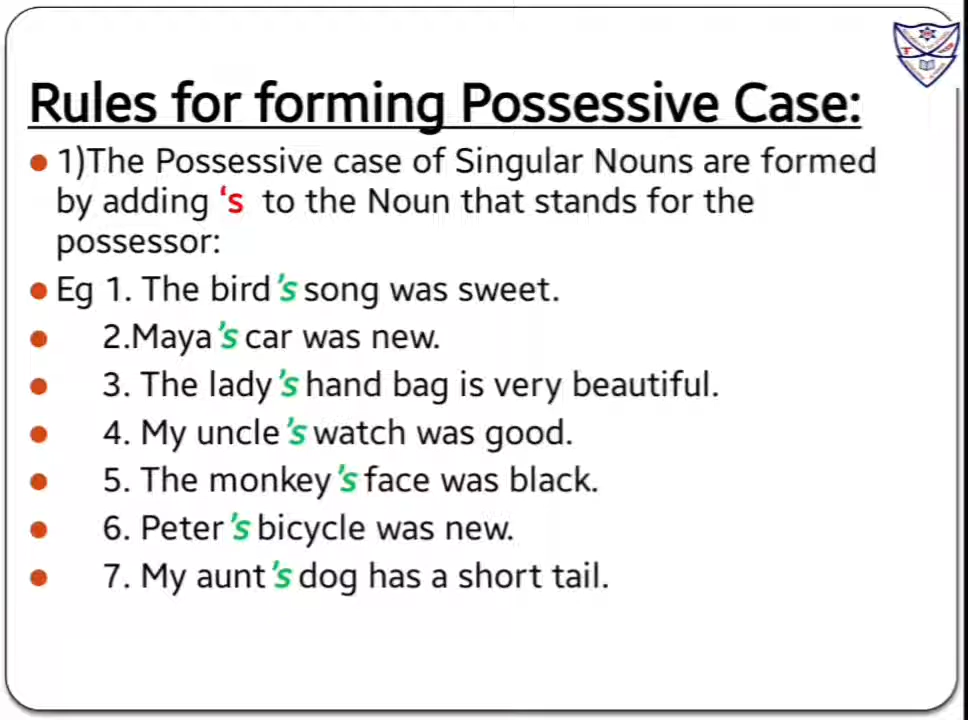 Rules for forming Possessive Case:
1)The Possessive case of Singular Nouns are formed
by adding ‘s to the Noun that stands for the
possessor:
Eg 1. The bird’s song was sweet.
2.Maya’s car was new.
3. The lady’s hand bag is very beautiful.
4. My uncle’s watch was good.
5. The monkey’s face was black.
6. Peter’s bicycle was new.
7. My aunt’s dog has a short tail.